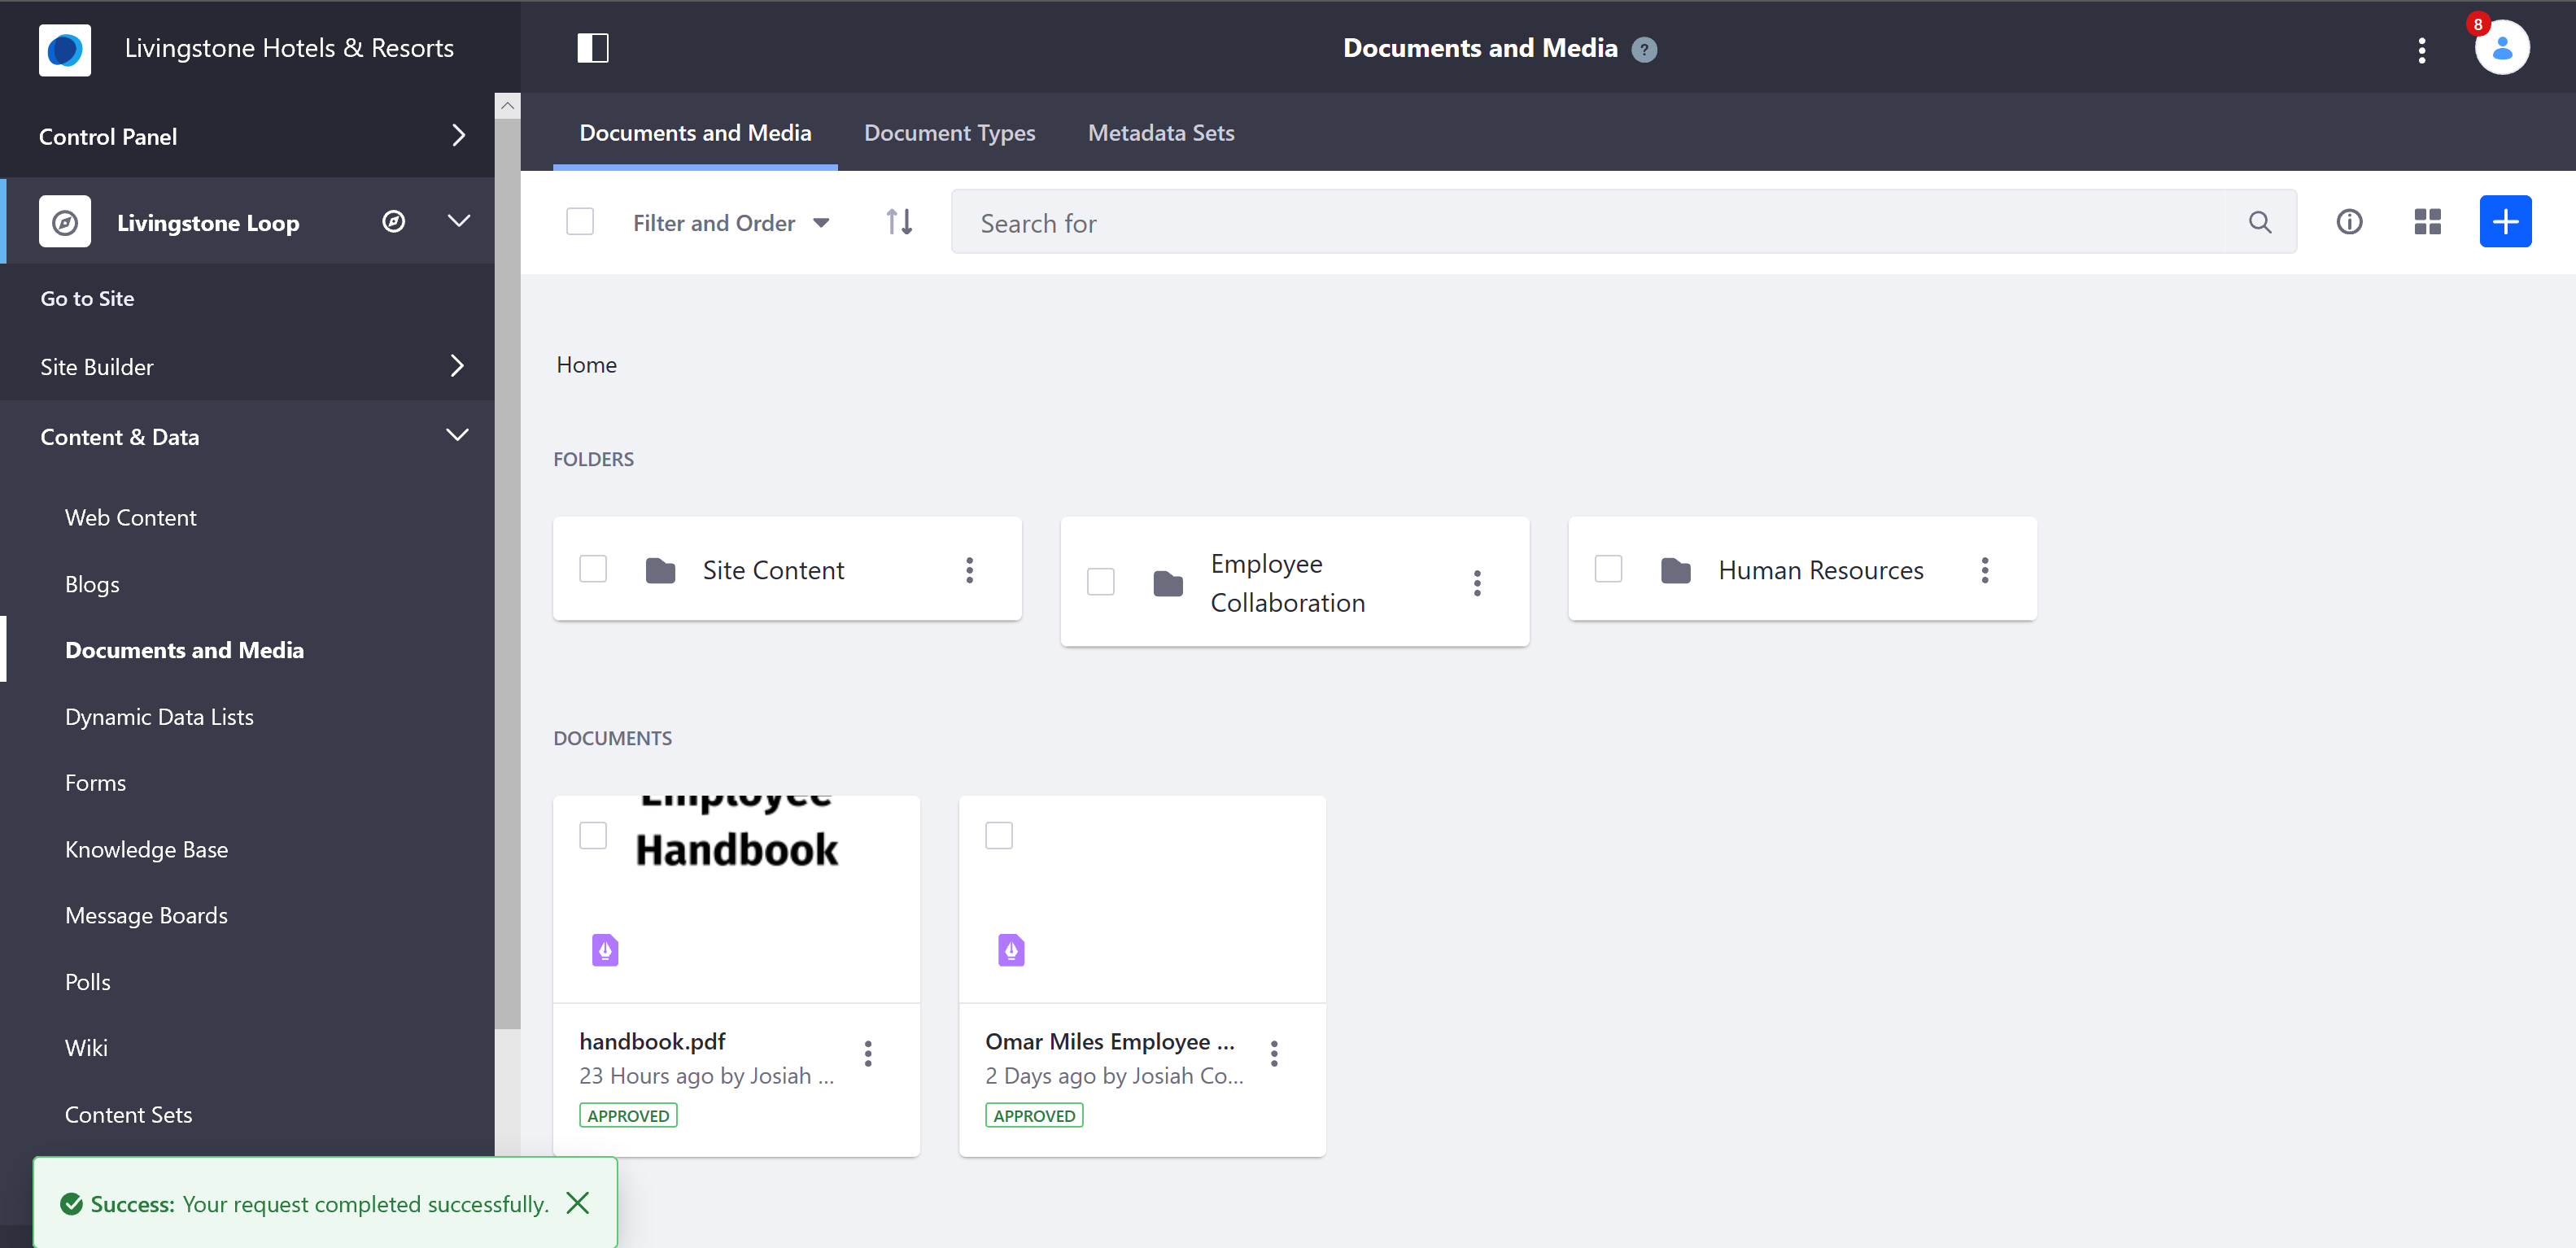 Livingstone Hotels & Resorts
Documents and Media ?
8
Control Panel
Livingstone Loop
Go to Site
Site Builder
Content & Data
Web Content
Blogs
Documents and Media
Dynamic Data Lists
Forms
Knowledge Base
Message Boards
Polls
Wiki
Content Sets
Success: Your request completed successfully.
Documents and Media
Document Types
Metadata Sets
Filter and Order
Search for
Home
FOLDERS
Site Content
Employee
Collaboration
Human Resources
DOCUMENTS
Employee
Handbook
handbook.pdf
23 Hours ago by Josiah ...
APPROVED
Omar Miles Employee ...
2 Days ago by Josiah Co...
APPROVED